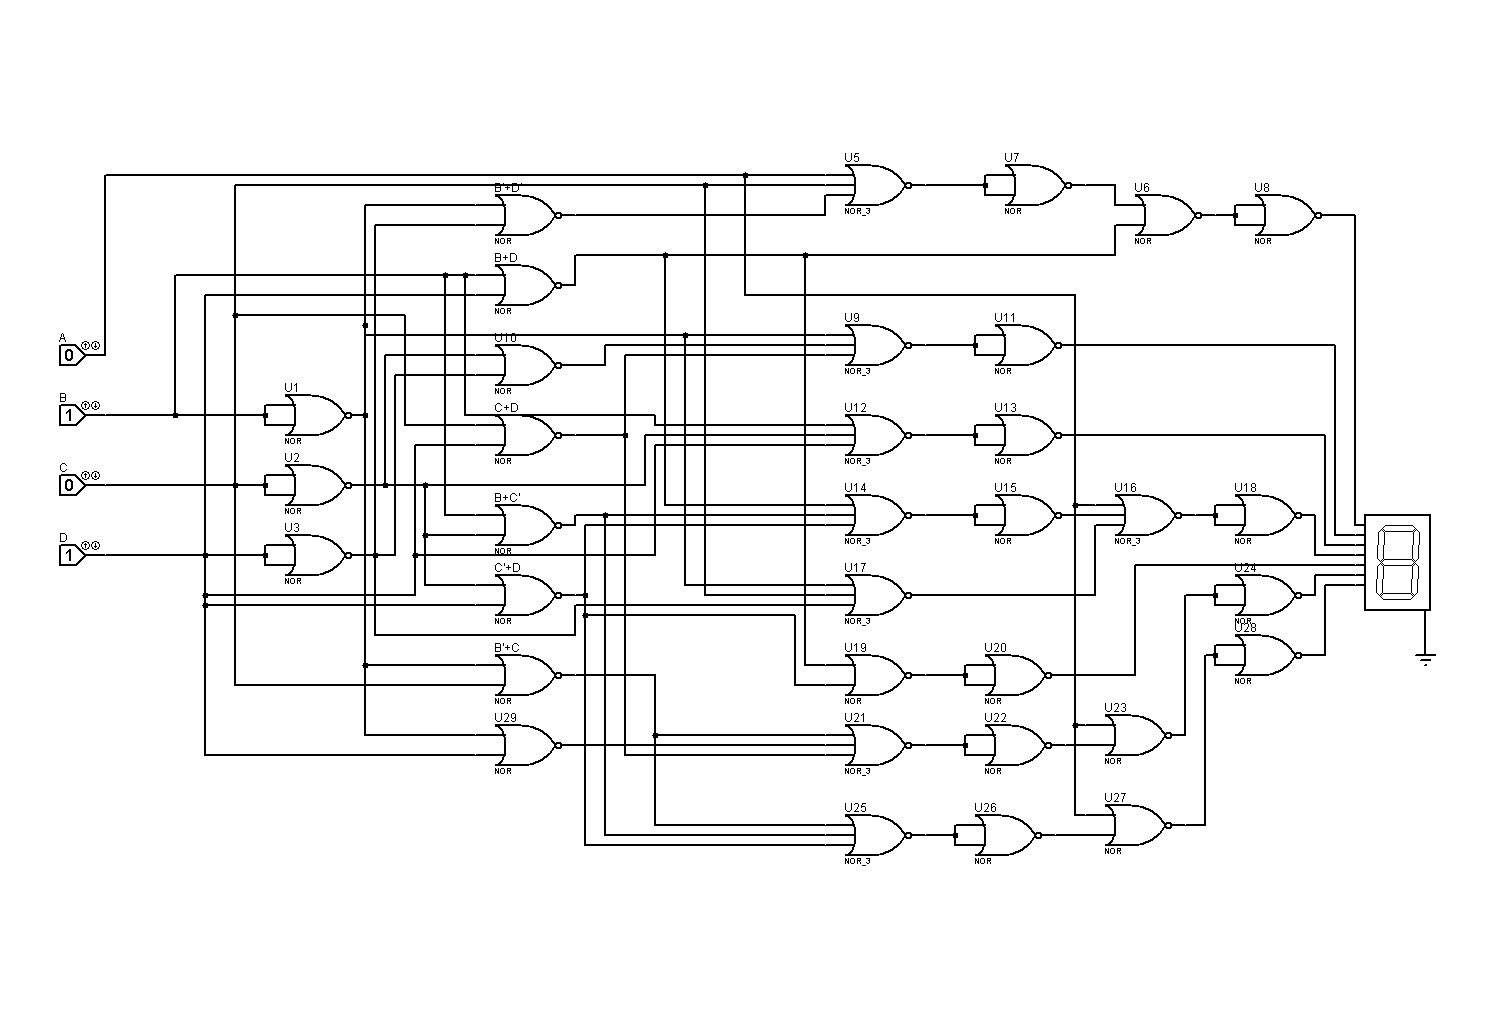 U5
U7
NOR_3
NOR
B'+D'
NOR
U6
NOR
U8
NOR
B+D
NOR
A
0
U10
NOR
U9
NOR_3
U11
NOR
B
1
U1
NOR
C+D
NOR
U12
NOR_3
U13
NOR
C
0
U2
NOR
B+C'
NOR
U14
NOR_3
U15
NOR
U16
NOR_3
U18
NOR
D
1
U3
NOR
C'+D
NOR
U17
NOR_3
U24
NOR
U28
NOR
B'+C
NOR
U19
NOR
U20
NOR
U29
NOR
U21
NOR_3
U22
NOR
U23
NOR
U25
NOR_3
U26
NOR
U27
NOR